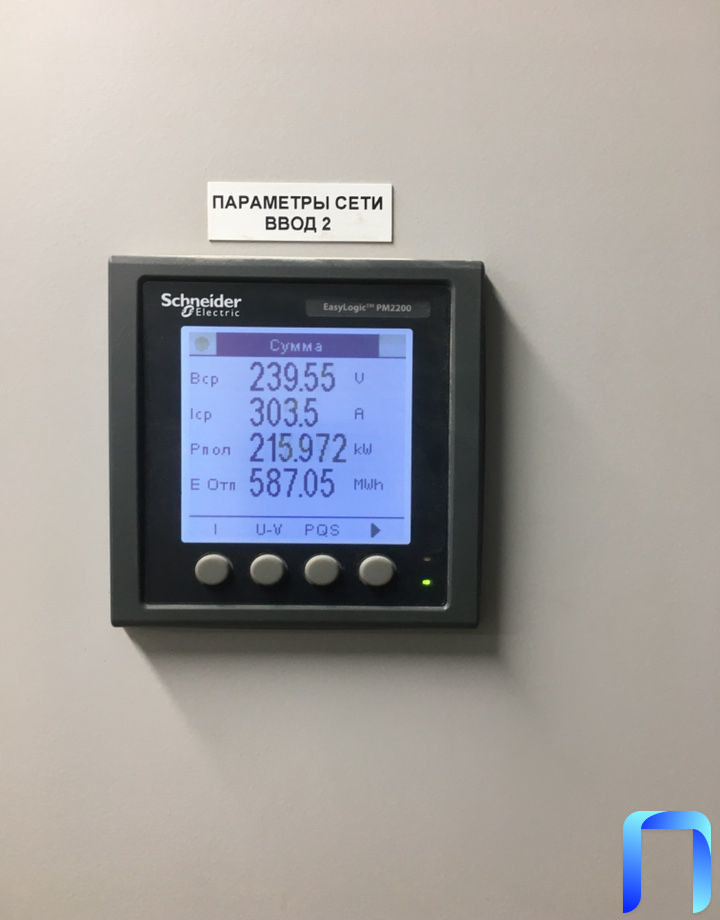 ПАРАМЕТРЫ СЕТИ
ВВОД 2
Schneider
Electric
EasyLogic™ PM2200
Сумма
Вср 239.55 V
Iср 303.5 A
Рпол 215.972 kW
Е Отп 587.05 MWh
I U-V PQS